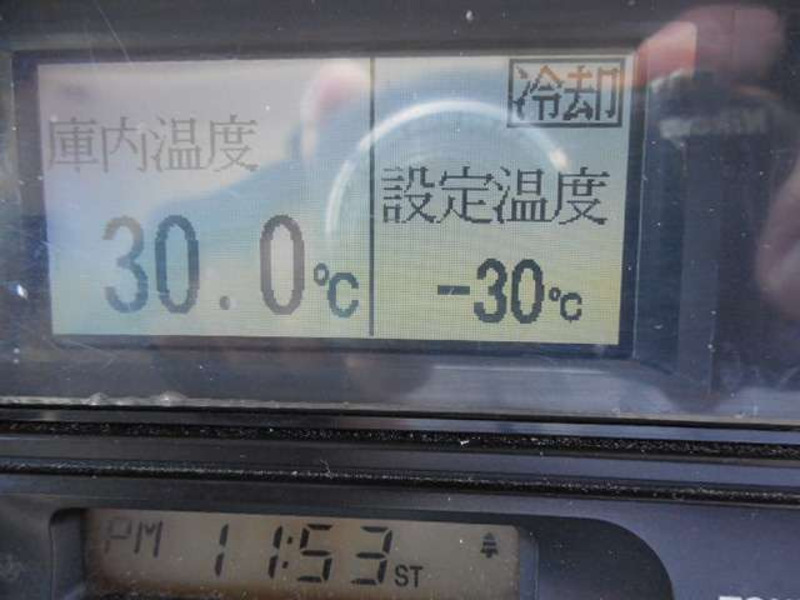 冷却
庫内温度
設定温度
30.0℃
-30℃
PM 11:53 ST